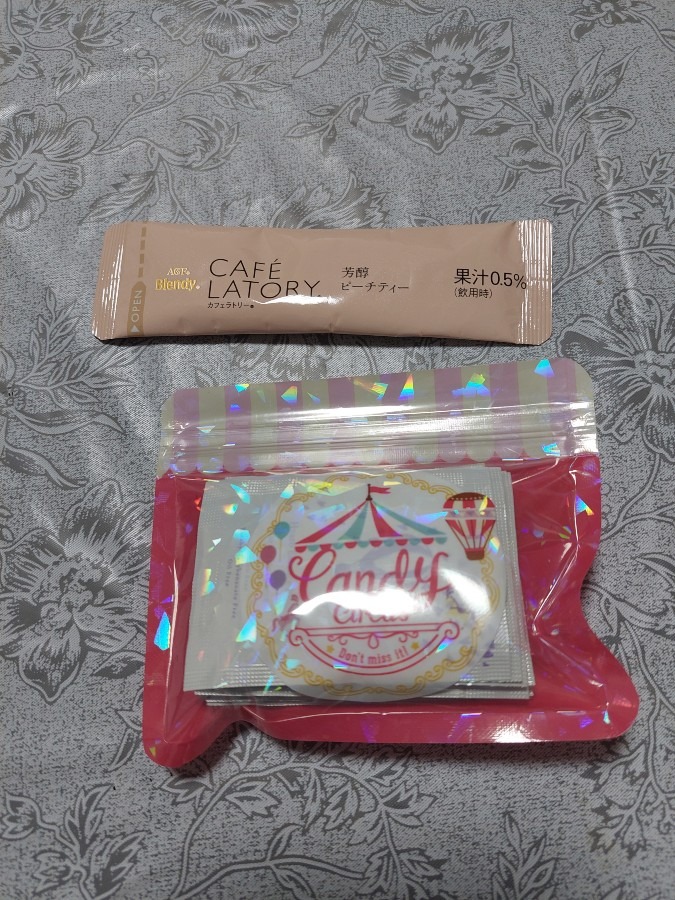 AGF®
Blendy®
CAFÉ
LATORY®
カフェラトリー®
芳醇
ピーチティー
果汁0.5%
(飲用時)
▶OPEN
Candy
Circus
Don't miss it!